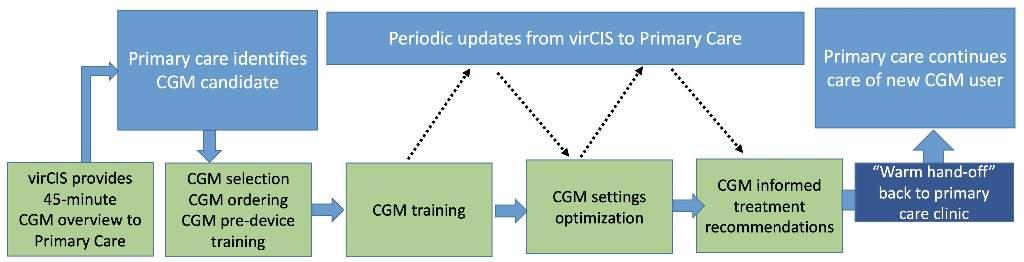 Primary care identifies
CGM candidate
Periodic updates from virCIS to Primary Care
Primary care continues
care of new CGM user
virCIS provides
45-minute
CGM overview to
Primary Care
CGM selection
CGM ordering
CGM pre-device
training
CGM training
CGM settings
optimization
CGM informed
treatment
recommendations
“Warm hand-off”
back to primary
care clinic